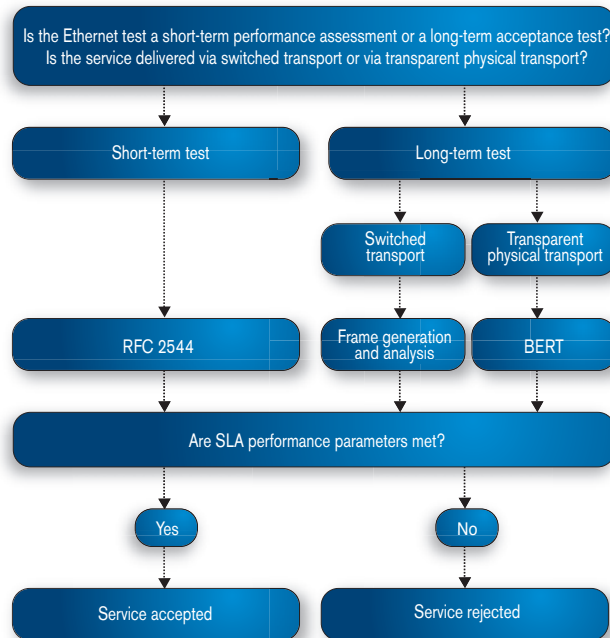 Is the Ethernet test a short-term performance assessment or a long-term acceptance test?
Is the service delivered via switched transport or via transparent physical transport?
Short-term test
Long-term test
Switched
transport
Transparent
physical transport
RFC 2544
Frame generation
and analysis
BERT
Are SLA performance parameters met?
Yes
No
Service accepted
Service rejected